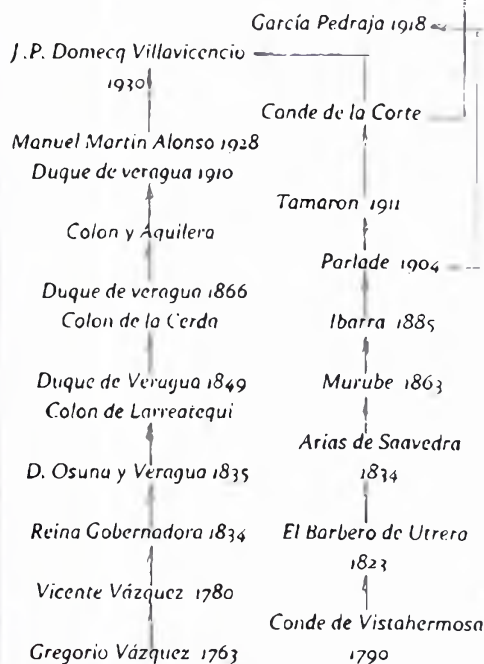 García Pedraja 1918
J.P. Domecq Villavicencio
1930
Conde de la Corte
Manuel Martin Alonso 1928
Duque de veragua 1910
Tamaron 1911
Colon y Aquilera
Parlade 1904
Duque de veragua 1866
Colon de la Cerda
Ibarra 1885
Duque de Veragua 1849
Colon de Larreategui
Murube 1863
Arias de Saavedra
1834
D. Osuna y Veragua 1835
Reina Gobernadora 1834
El Barbero de Utrera
1823
Vicente Vázquez 1780
Conde de Vistahermosa
1790
Gregorio Vázquez 1763